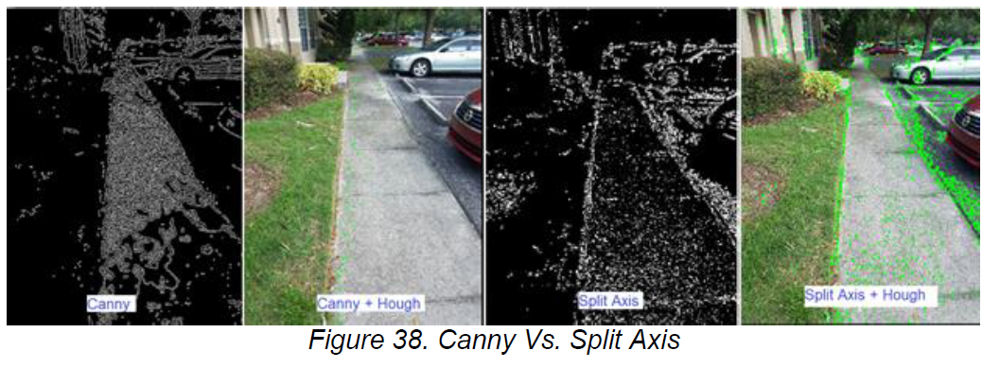 Canny
Canny + Hough
Split Axis
Split Axis + Hough
Figure 38. Canny Vs. Split Axis